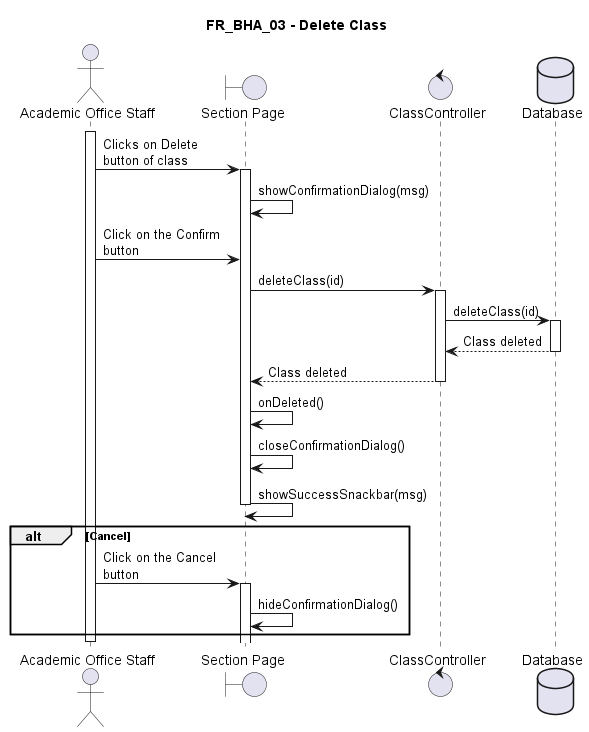 FR_BHA_03 - Delete Class
Academic Office Staff
Section Page
ClassController
Database
Clicks on Delete
button of class
showConfirmationDialog(msg)
Click on the Confirm
button
deleteClass(id)
deleteClass(id)
Class deleted
Class deleted
onDeleted()
closeConfirmationDialog()
showSuccessSnackbar(msg)
alt
[Cancel]
Click on the Cancel
button
hideConfirmationDialog()
Academic Office Staff
Section Page
ClassController
Database